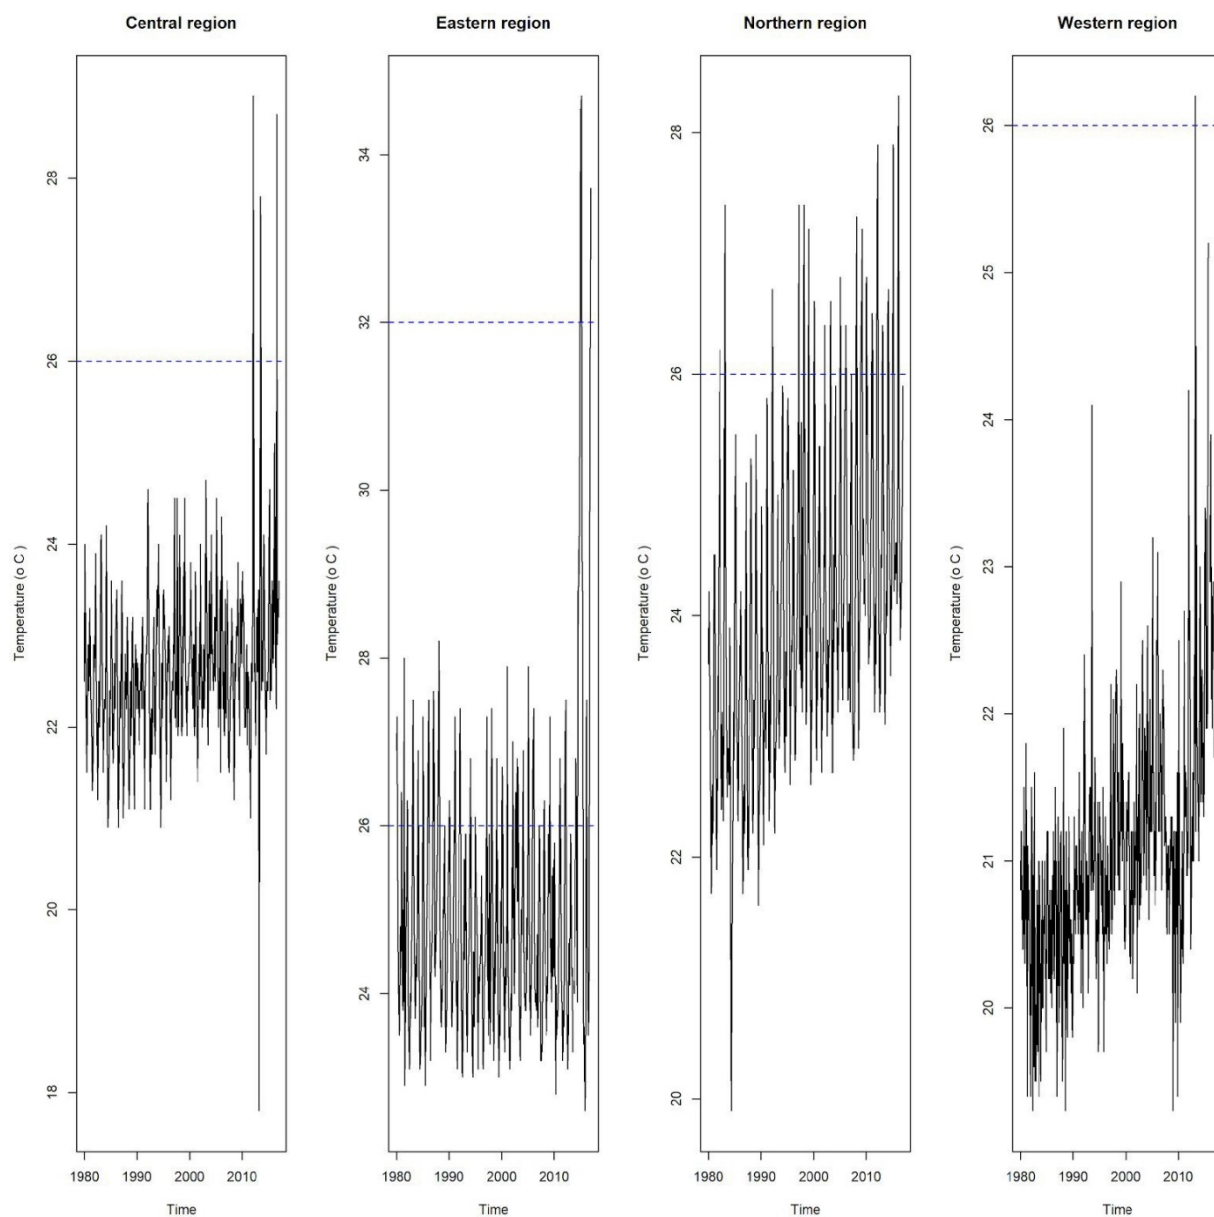 Central region
Eastern region
Northern region
Western region
Temperature (o C )
18
20
22
24
26
28
1980 1990 2000 2010
Time
Temperature (o C )
24
26
28
30
32
34
1980 1990 2000 2010
Time
Temperature (o C )
20
22
24
26
28
1980 1990 2000 2010
Time
Temperature (o C )
20
21
22
23
24
25
26
1980 1990 2000 2010
Time